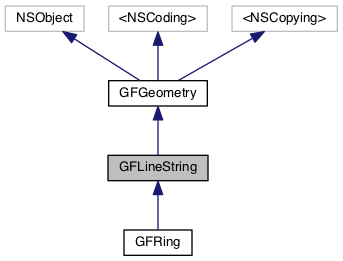 NSObject
<NSCoding>
<NSCopying>
GFGeometry
GFLineString
GFRing